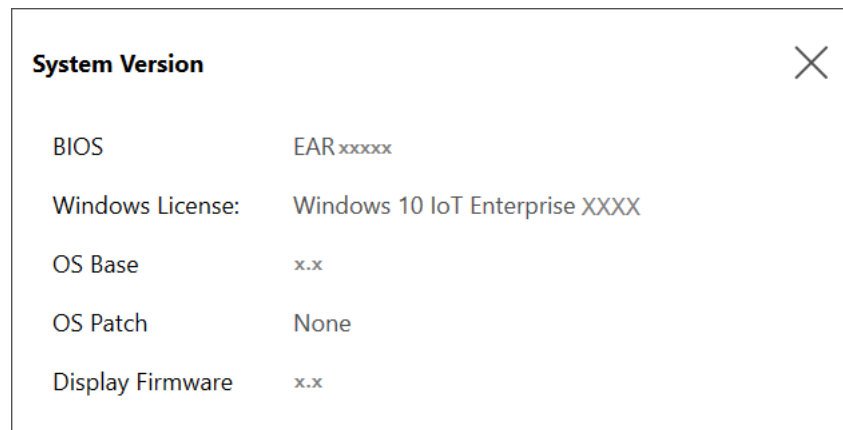 System Version
BIOS EAR xxxxx
Windows License: Windows 10 IoT Enterprise XXXX
OS Base x.x
OS Patch None
Display Firmware x.x